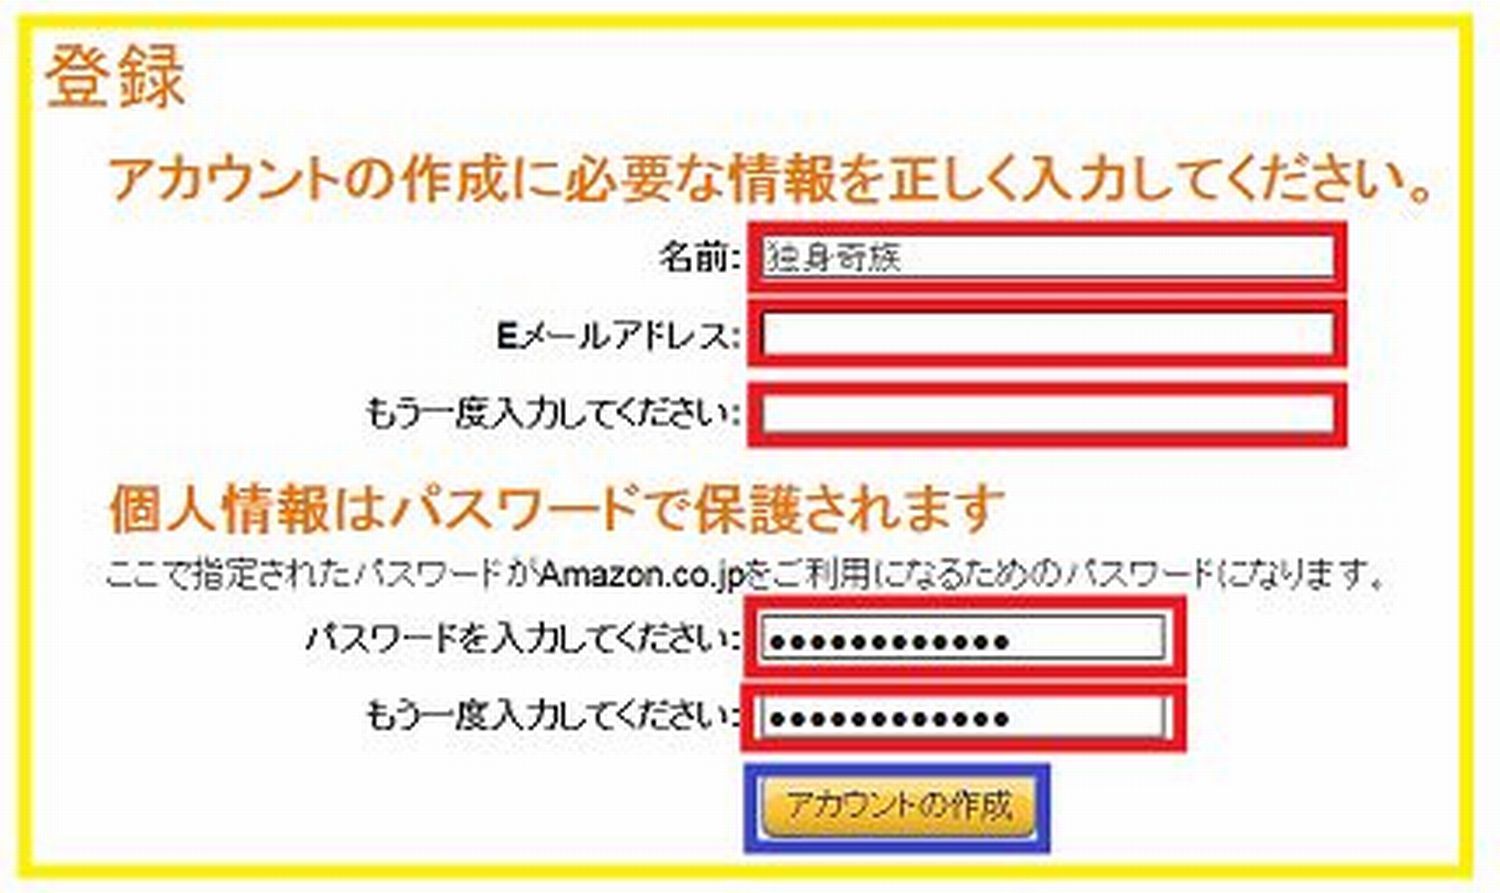 登録
アカウントの作成に必要な情報を正しく入力してください。
名前: 独身奇族
Eメールアドレス:
もう一度入力してください:
個人情報はパスワードで保護されます
ここで指定されたパスワードがAmazon.co.jpをご利用になるためのパスワードになります。
パスワードを入力してください: ●●●●●●●●●●●●
もう一度入力してください: ●●●●●●●●●●●●
アカウントの作成